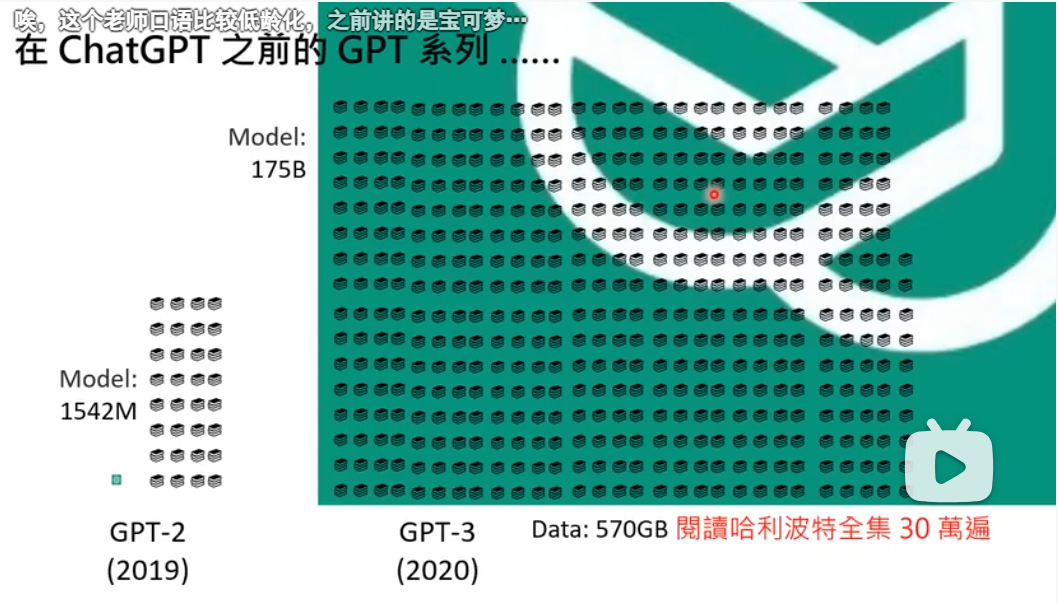 唉，这个老师口语比较低龄化，之前讲的是宝可梦…
在 ChatGPT 之前的 GPT 系列 ......
Model:
175B
Model:
1542M
GPT-2
(2019)
GPT-3
(2020)
Data: 570GB 閱讀哈利波特全集 30 萬遍